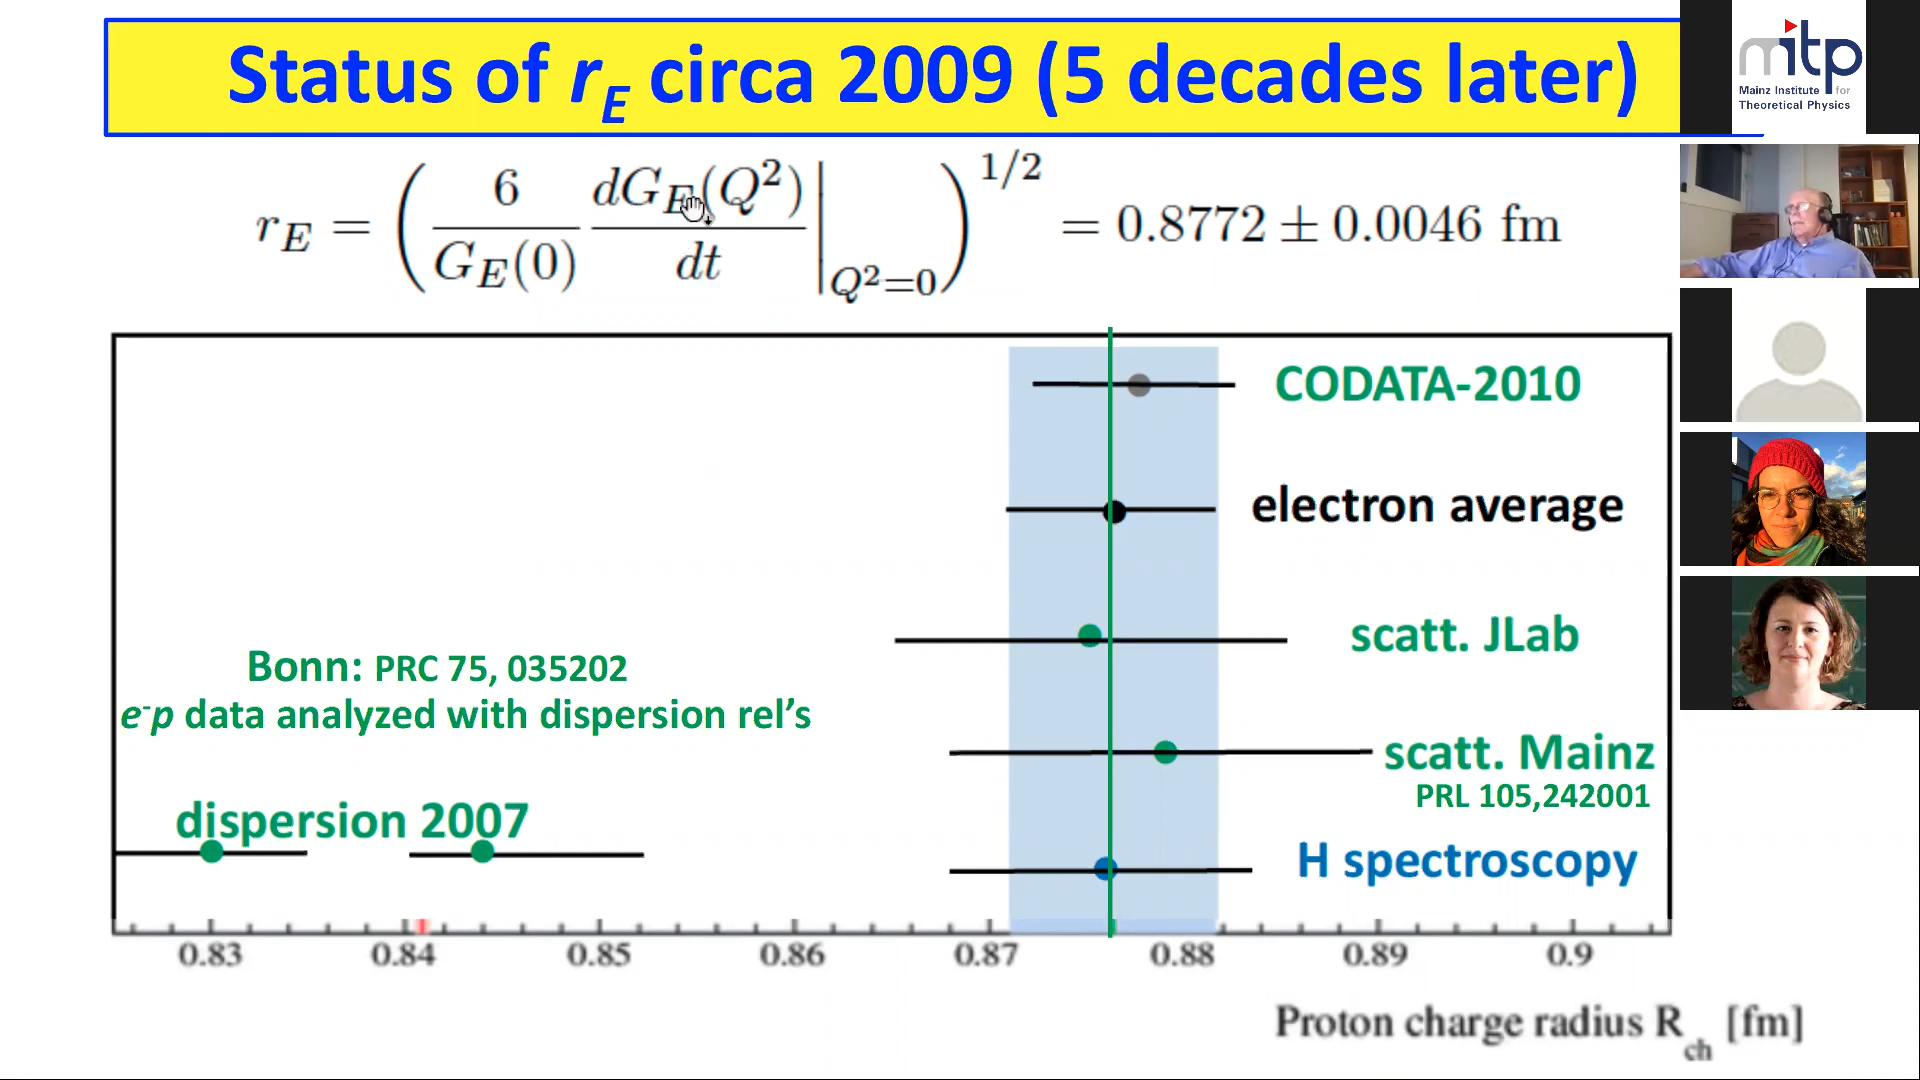 Status of r_E circa 2009 (5 decades later)
r_E = ( 6 / G_E(0) dG_E(Q²) / dt |_{Q²=0} )^{1/2} = 0.8772 ± 0.0046 fm
CODATA-2010
electron average
scatt. JLab
Bonn: PRC 75, 035202
e⁻p data analyzed with dispersion rel’s
scatt. Mainz
PRL 105,242001
dispersion 2007
H spectroscopy
0.83 0.84 0.85 0.86 0.87 0.88 0.89 0.9
Proton charge radius R_ch [fm]
mitp
Mainz Institute for
Theoretical Physics